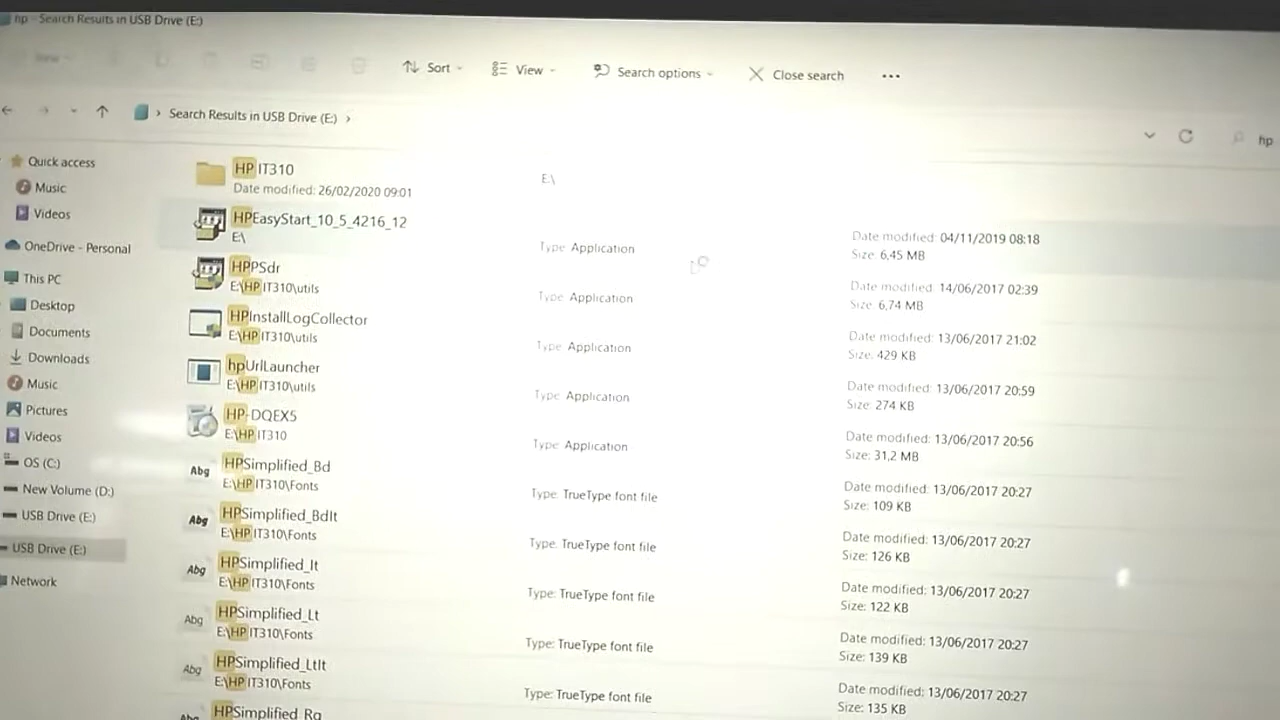 hp - Search Results in USB Drive (E:)
New
Sort
View
Search options
Close search
•••
Search Results in USB Drive (E:)
hp
Quick access
Music
Videos
OneDrive - Personal
This PC
Desktop
Documents
Downloads
Music
Pictures
Videos
OS (C:)
New Volume (D:)
USB Drive (E:)
USB Drive (E:)
Network
HP IT310
Date modified: 26/02/2020 09:01
E:\
HPEasyStart_10_5_4216_12
E:\
Type: Application
Date modified: 04/11/2019 08:18
Size: 6,45 MB
HPPSdr
E:\HP IT310\utils
Type: Application
Date modified: 14/06/2017 02:39
Size: 6,74 MB
HPInstallLogCollector
E:\HP IT310\utils
Type: Application
Date modified: 13/06/2017 21:02
Size: 429 KB
hpUrlLauncher
E:\HP IT310\utils
Type: Application
Date modified: 13/06/2017 20:59
Size: 274 KB
HP-DQEX5
E:\HP IT310
Type: Application
Date modified: 13/06/2017 20:56
Size: 31,2 MB
Abg
HPSimplified_Bd
E:\HP IT310\Fonts
Type: TrueType font file
Date modified: 13/06/2017 20:27
Size: 109 KB
Abg
HPSimplified_BdIt
E:\HP IT310\Fonts
Type: TrueType font file
Date modified: 13/06/2017 20:27
Size: 126 KB
Abg
HPSimplified_It
E:\HP IT310\Fonts
Type: TrueType font file
Date modified: 13/06/2017 20:27
Size: 122 KB
Abg
HPSimplified_Lt
E:\HP IT310\Fonts
Type: TrueType font file
Date modified: 13/06/2017 20:27
Size: 139 KB
Abg
HPSimplified_LtIt
E:\HP IT310\Fonts
Type: TrueType font file
Date modified: 13/06/2017 20:27
Size: 135 KB
Abg
HPSimplified_Rg